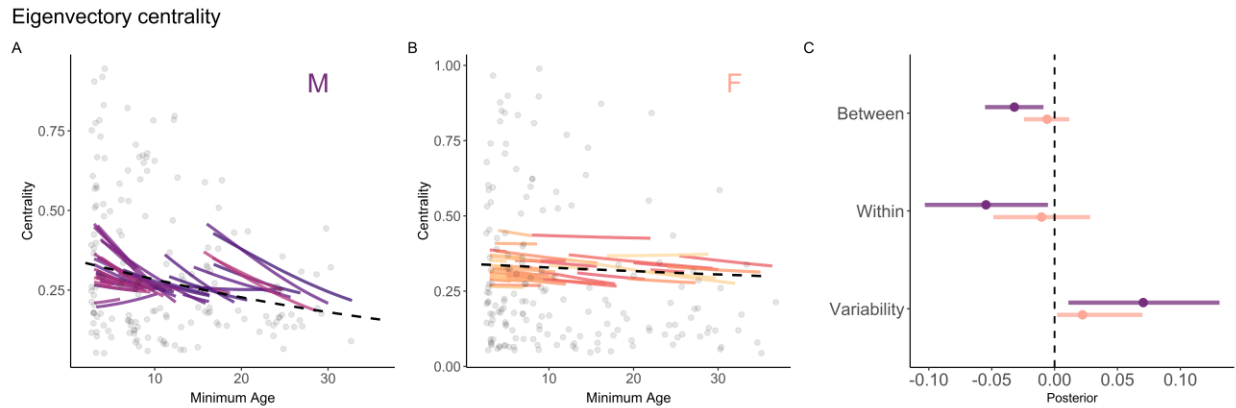 Eigenvectory centrality
A
B
C
M
F
Centrality
0.75
0.50
0.25
10
20
30
Minimum Age
Centrality
1.00
0.75
0.50
0.25
0.00
10
20
30
Minimum Age
Between
Within
Variability
-0.10
-0.05
0.00
0.05
0.10
Posterior